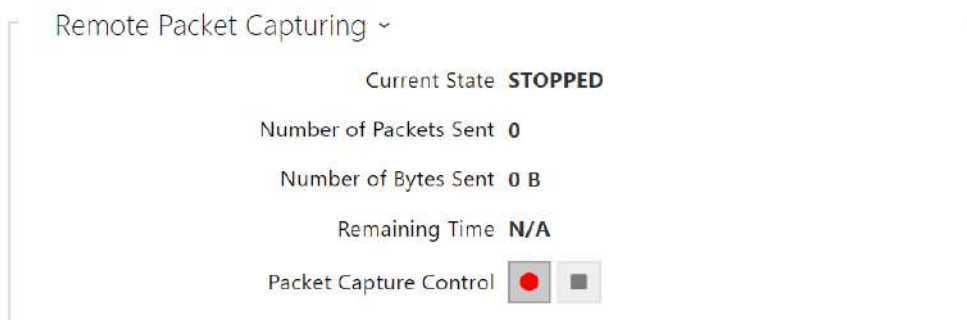 Remote Packet Capturing
Current State STOPPED
Number of Packets Sent 0
Number of Bytes Sent 0 B
Remaining Time N/A
Packet Capture Control